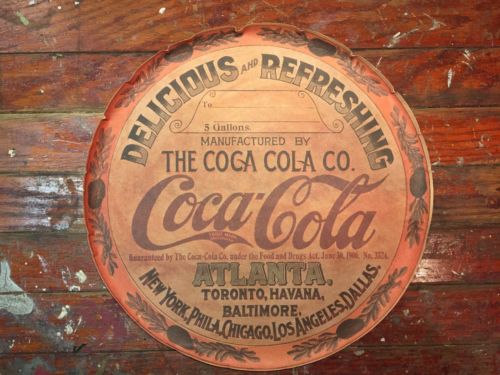 DELICIOUS AND REFRESHING
To
5 Gallons.
MANUFACTURED BY
THE COCA COLA CO.
Coca-Cola
Guaranteed by The Coca-Cola Co. under the Food and Drugs Act, June 30, 1906. No. 3324.
ATLANTA.
TORONTO, HAVANA,
BALTIMORE,
NEW YORK, PHILA, CHICAGO, LOS ANGELES, DALLAS.